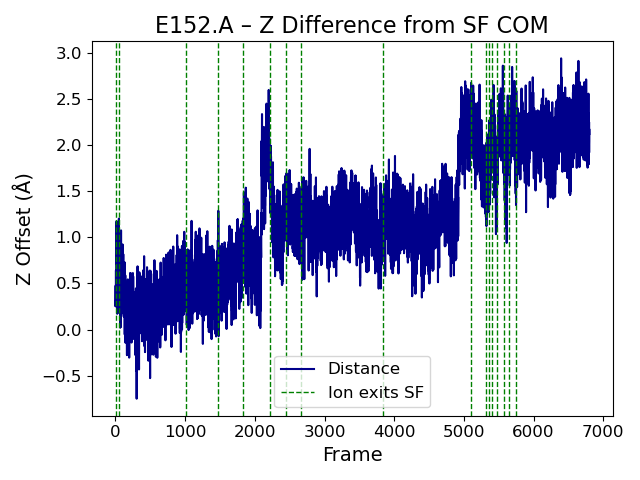 E152.A – Z Difference from SF COM
Z Offset (Å)
3.0
2.5
2.0
1.5
1.0
0.5
0.0
−0.5
Distance
Ion exits SF
0 1000 2000 3000 4000 5000 6000 7000
Frame